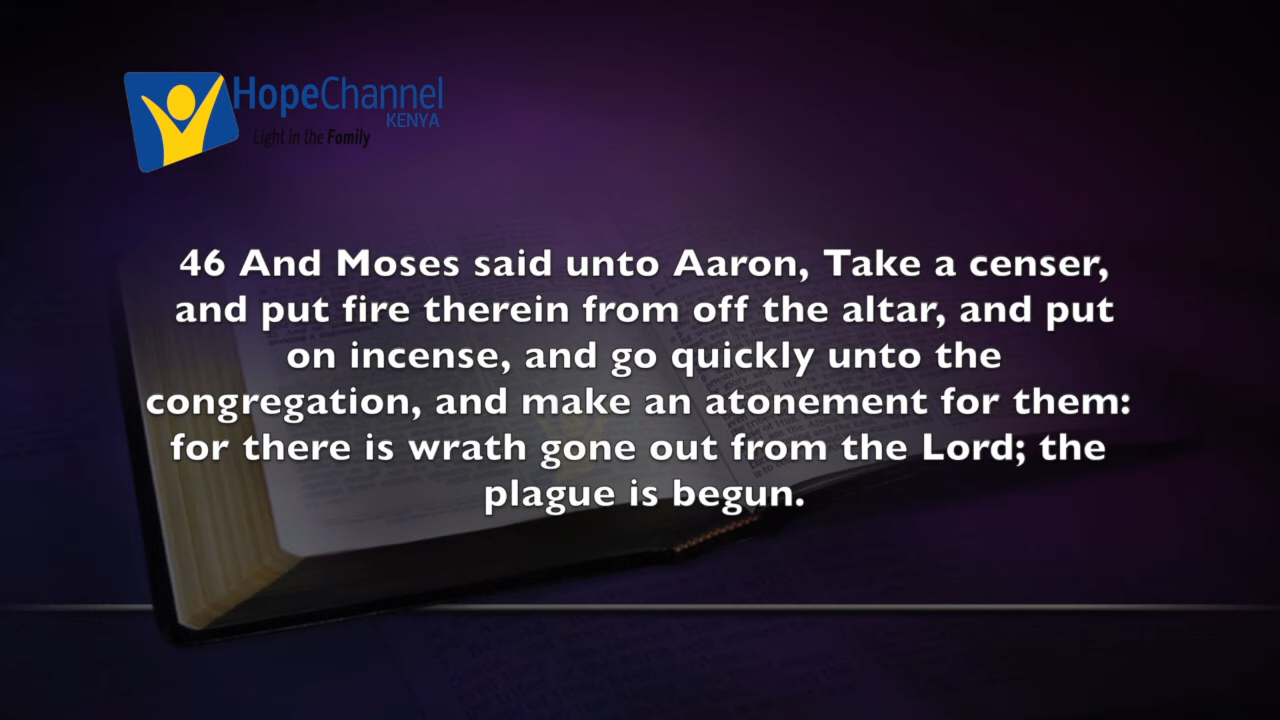 HopeChannel
KENYA
Light in the Family
46 And Moses said unto Aaron, Take a censer,
and put fire therein from off the altar, and put
on incense, and go quickly unto the
congregation, and make an atonement for them:
for there is wrath gone out from the Lord; the
plague is begun.